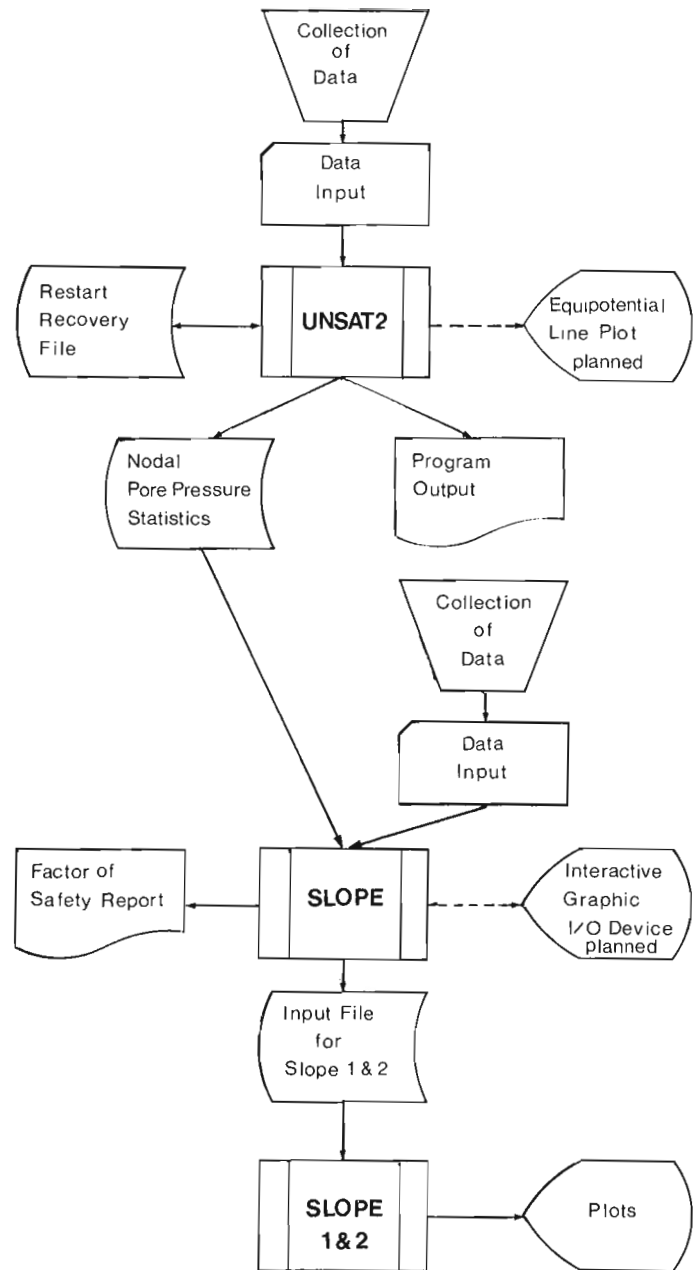 Collection
of
Data
Data
Input
Restart
Recovery
File
UNSAT2
Equipotential
Line Plot
planned
Nodal
Pore Pressure
Statistics
Program
Output
Collection
of
Data
Data
Input
Factor of
Safety Report
SLOPE
Interactive
Graphic
I/O Device
planned
Input File
for
Slope 1&2
SLOPE
1&2
Plots